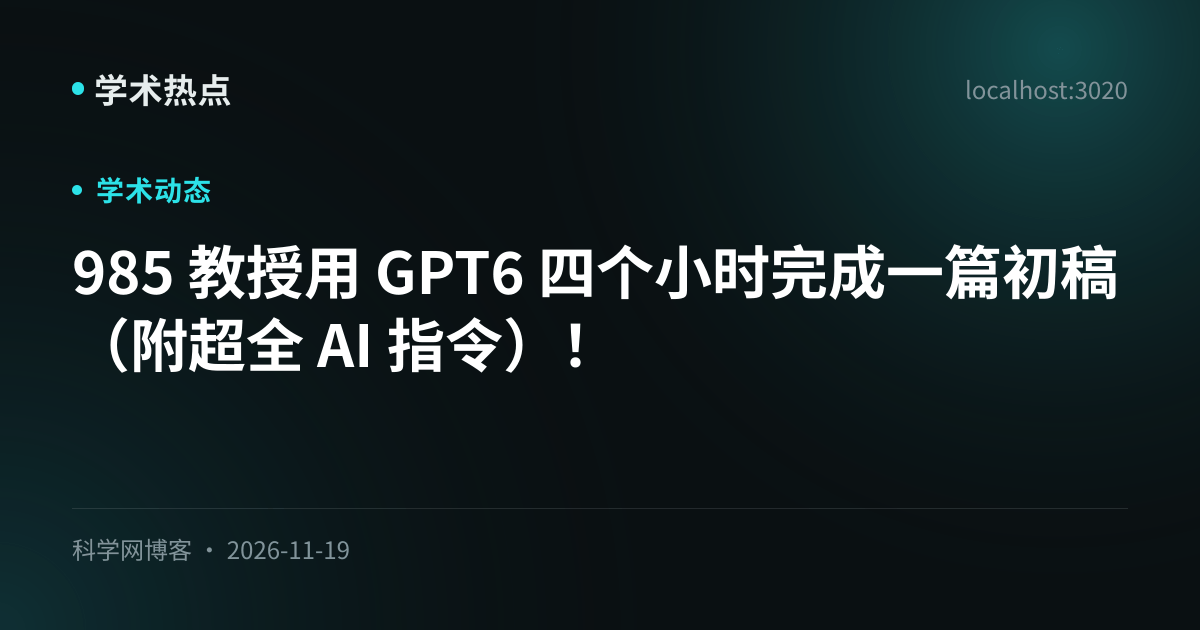 学术热点
localhost:3020
学术动态
985 教授用 GPT6 四个小时完成一篇初稿
（附超全 AI 指令）！
科学网博客 · 2026-11-19